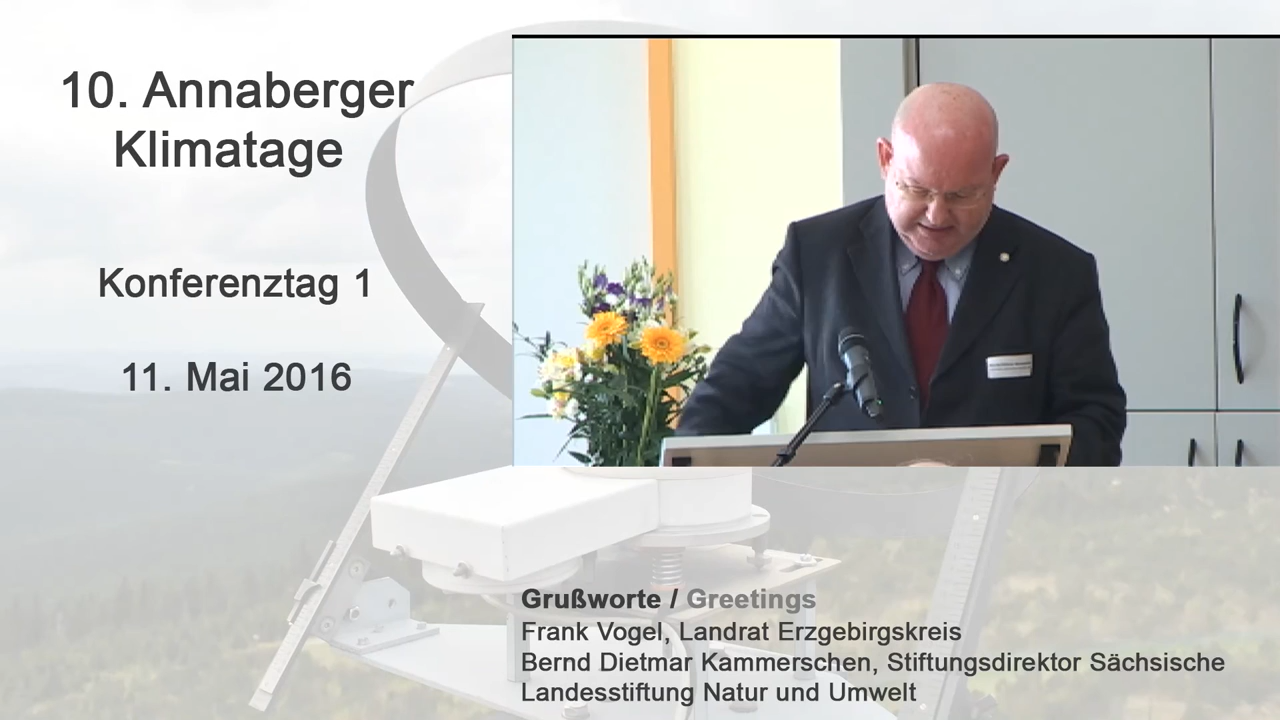 10. Annaberger
Klimatage
Konferenztag 1
11. Mai 2016
Grußworte / Greetings
Frank Vogel, Landrat Erzgebirgskreis
Bernd Dietmar Kammerschen, Stiftungsdirektor Sächsische
Landesstiftung Natur und Umwelt